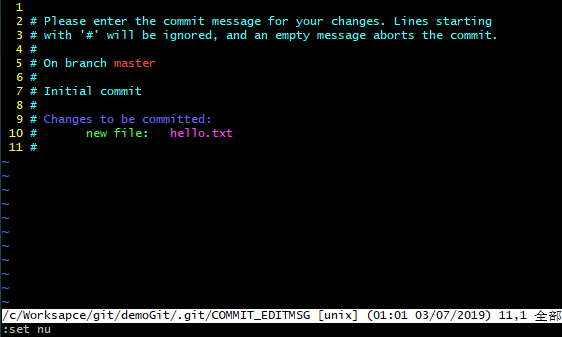 1
2 # Please enter the commit message for your changes. Lines starting
3 # with '#' will be ignored, and an empty message aborts the commit.
4 #
5 # On branch master
6 #
7 # Initial commit
8 #
9 # Changes to be committed:
10 #       new file:   hello.txt
11 #
~
~
~
~
~
~
~
~
~
~
~
/c/Worksapce/git/demoGit/.git/COMMIT_EDITMSG [unix] (01:01 03/07/2019) 11,1 全部
:set nu